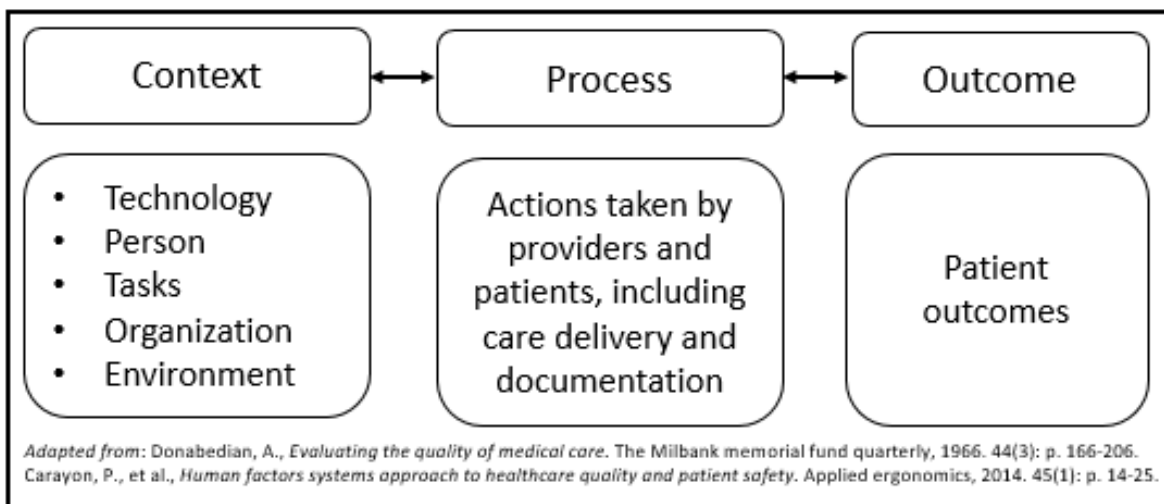 Context
Process
Outcome
• Technology
• Person
• Tasks
• Organization
• Environment
Actions taken by
providers and
patients, including
care delivery and
documentation
Patient
outcomes
Adapted from: Donabedian, A., Evaluating the quality of medical care. The Milbank memorial fund quarterly, 1966. 44(3): p. 166-206.
Carayon, P., et al., Human factors systems approach to healthcare quality and patient safety. Applied ergonomics, 2014. 45(1): p. 14-25.